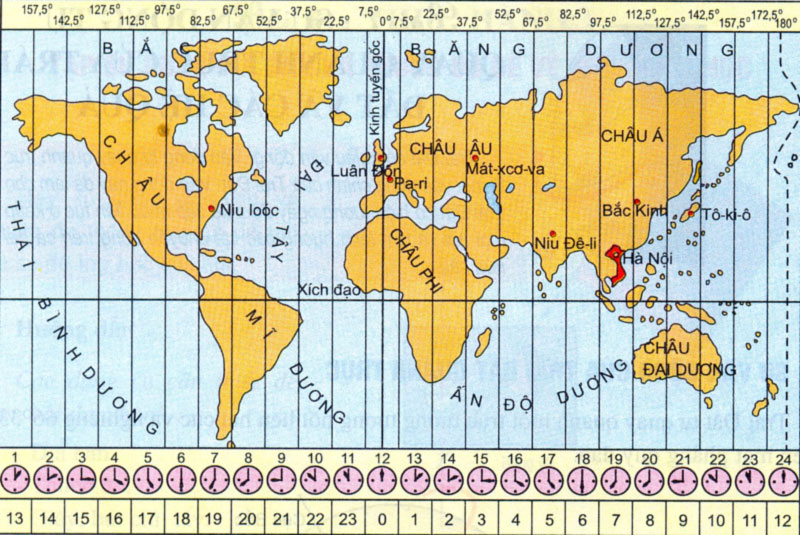 157,5° 127,5° 97,5° 67,5° 37,5° 7,5° 22,5° 52,5° 82,5° 112,5° 142,5° 172,5°
142,5° 112,5° 82,5° 52,5° 22,5° 0° 7,5° 37,5° 67,5° 97,5° 127,5° 155° 180°
BẮC BĂNG DƯƠNG
Kinh tuyến gốc
CHÂU MĨ
CHÂU ÂU
CHÂU Á
Luân Đôn
Pa-ri
Mát-xcơ-va
Niu Ioóc
Bắc Kinh
Tô-ki-ô
Niu Đê-li
Hà Nội
CHÂU PHI
Xích đạo
THÁI BÌNH DƯƠNG
ĐẠI TÂY DƯƠNG
ẤN ĐỘ DƯƠNG
CHÂU
ĐẠI DƯƠNG
1 2 3 4 5 6 7 8 9 10 11 12 13 14 15 16 17 18 19 20 21 22 23 24
13 14 15 16 17 18 19 20 21 22 23 0 1 2 3 4 5 6 7 8 9 10 11 12